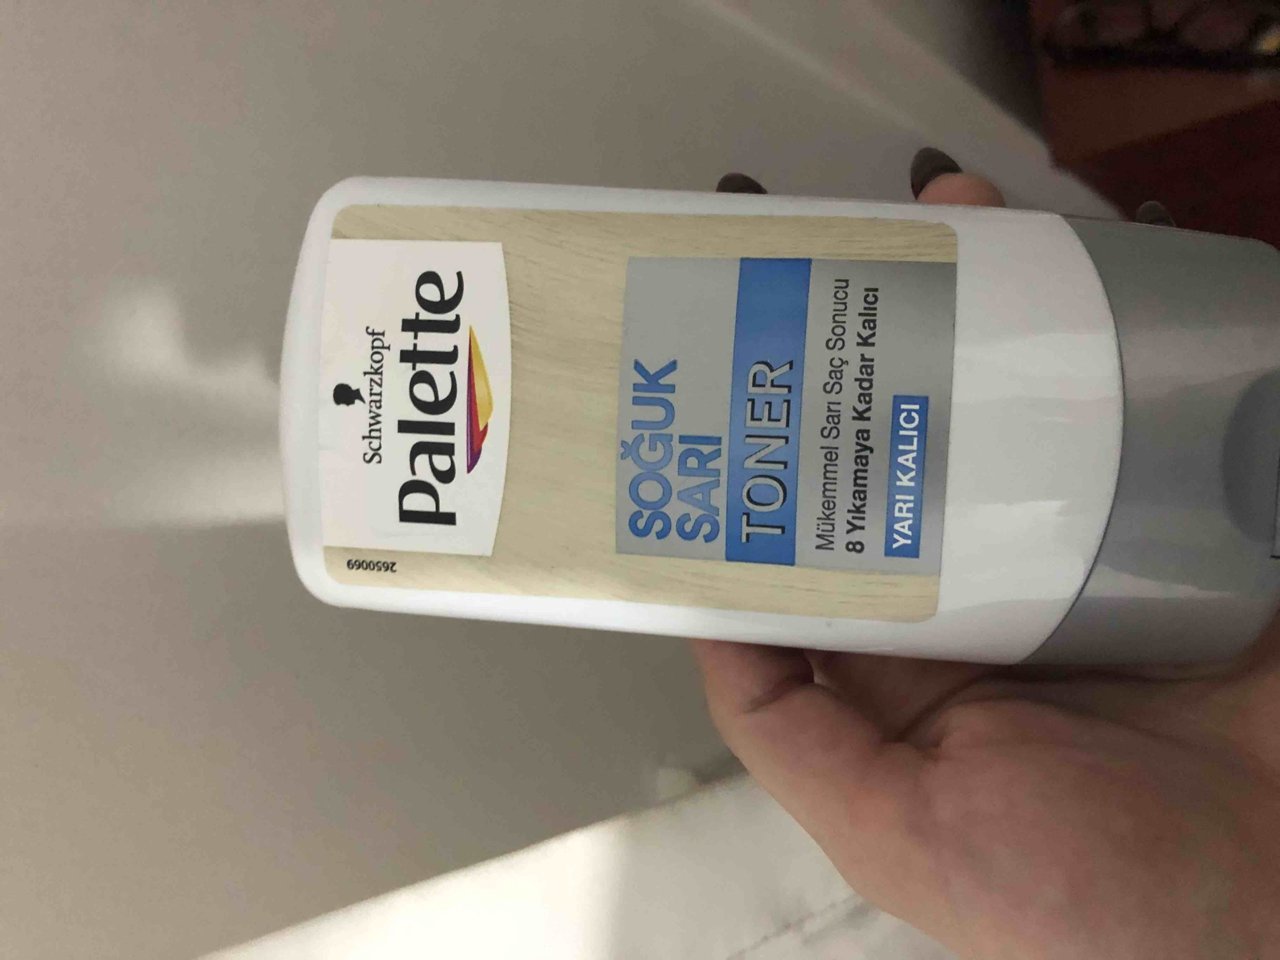 Schwarzkopf
Palette
SOĞUK
SARI
TONER
Mükemmel Sarı Saç Sonucu
8 Yıkamaya Kadar Kalıcı
YARI KALICI
2650069